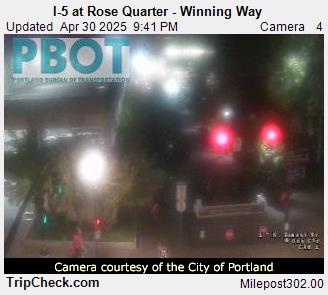 I-5 at Rose Quarter - Winning Way
Updated Apr 30 2025 9:41 PM Camera 4
PBOT
PORTLAND BUREAU OF TRANSPORTATION
Camera courtesy of the City of Portland
TripCheck.com Milepost302.00